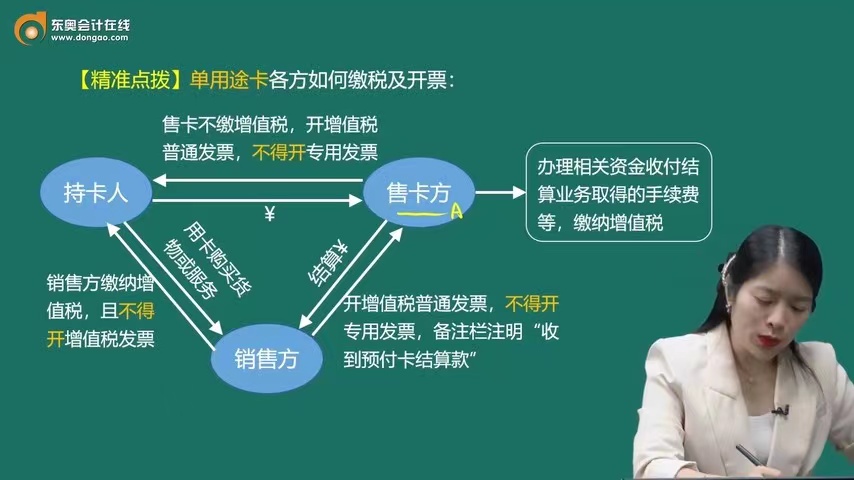 东奥会计在线
www.dongao.com
【精准点拨】单用途卡各方如何缴税及开票：
售卡不缴增值税，开增值税
普通发票，不得开专用发票
持卡人
售卡方
A
¥
办理相关资金收付结
算业务取得的手续费
等，缴纳增值税
用卡购买货
物或服务
结算¥
销售方缴纳增
值税，且不得
开增值税发票
销售方
开增值税普通发票，不得开
专用发票，备注栏注明“收
到预付卡结算款”